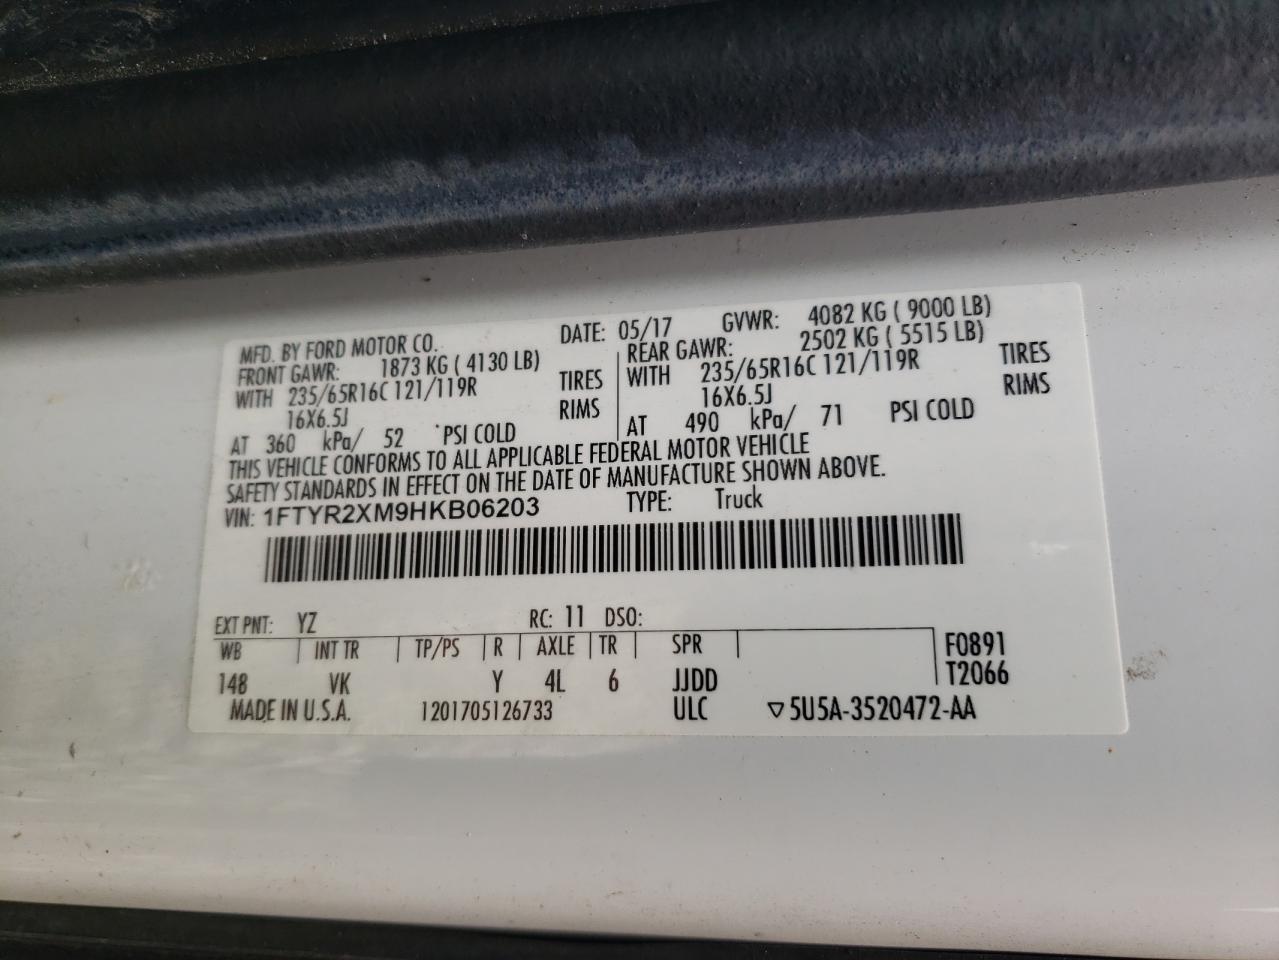 MFD. BY FORD MOTOR CO. DATE: 05/17 GVWR: 4082 KG ( 9000 LB)
FRONT GAWR: 1873 KG ( 4130 LB) REAR GAWR: 2502 KG ( 5515 LB)
WITH 235/65R16C 121/119R TIRES WITH 235/65R16C 121/119R TIRES
16X6.5J RIMS 16X6.5J RIMS
AT 360 kPa/ 52 PSI COLD AT 490 kPa/ 71 PSI COLD
THIS VEHICLE CONFORMS TO ALL APPLICABLE FEDERAL MOTOR VEHICLE
SAFETY STANDARDS IN EFFECT ON THE DATE OF MANUFACTURE SHOWN ABOVE.
VIN: 1FTYR2XM9HKB06203 TYPE: Truck
EXT PNT: YZ RC: 11 DSO:
WB INT TR TP/PS R AXLE TR SPR F0891
148 VK Y 4L 6 JJDD T2066
MADE IN U.S.A. 1201705126733 ULC ▽5U5A-3520472-AA